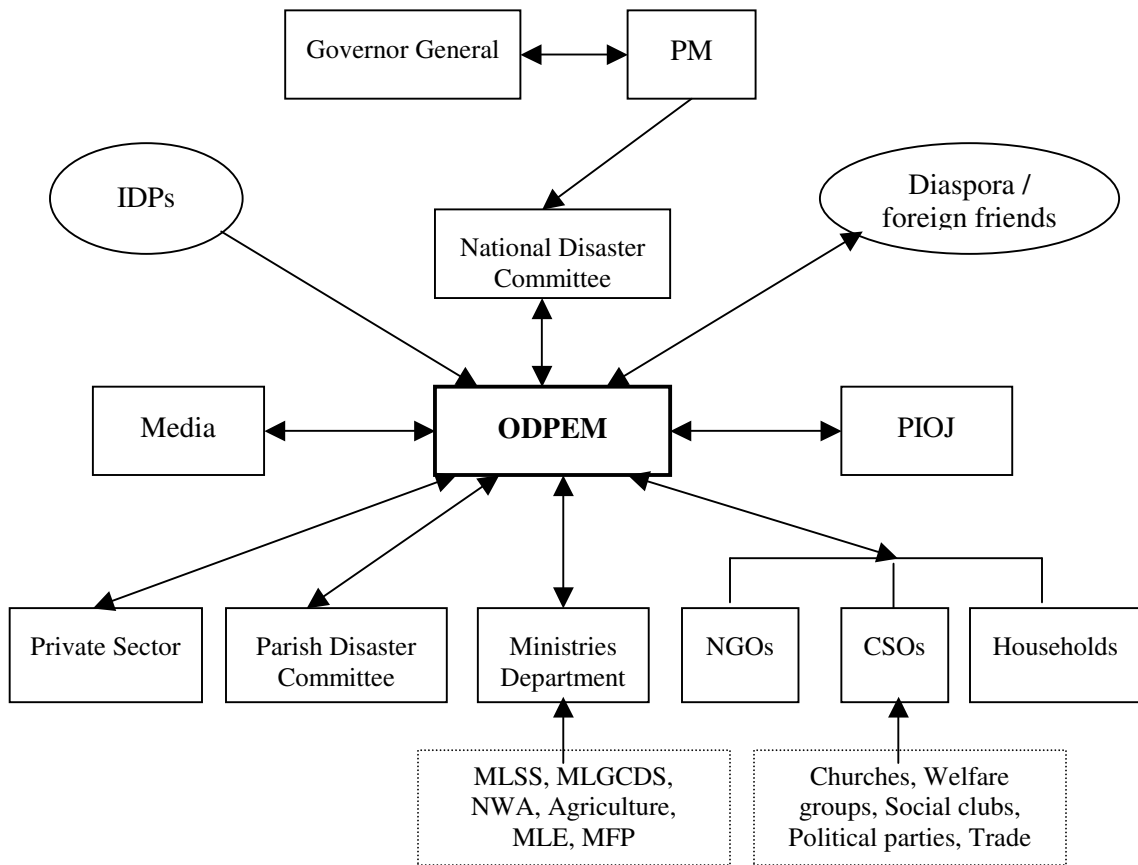 Governor General
PM
IDPs
Diaspora /
foreign friends
National Disaster
Committee
Media
ODPEM
PIOJ
Private Sector
Parish Disaster
Committee
Ministries
Department
NGOs
CSOs
Households
MLSS, MLGCDS,
NWA, Agriculture,
MLE, MFP
Churches, Welfare
groups, Social clubs,
Political parties, Trade